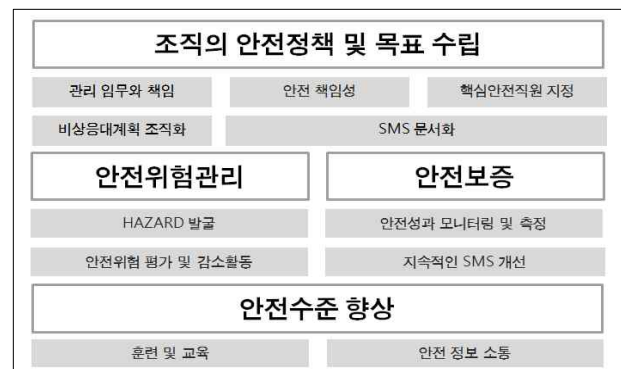 조직의 안전정책 및 목표 수립
관리 임무와 책임
안전 책임성
핵심안전직원 지정
비상응대계획 조직화
SMS 문서화
안전위험관리
안전보증
HAZARD 발굴
안전성과 모니터링 및 측정
안전위험 평가 및 감소활동
지속적인 SMS 개선
안전수준 향상
훈련 및 교육
안전 정보 소통